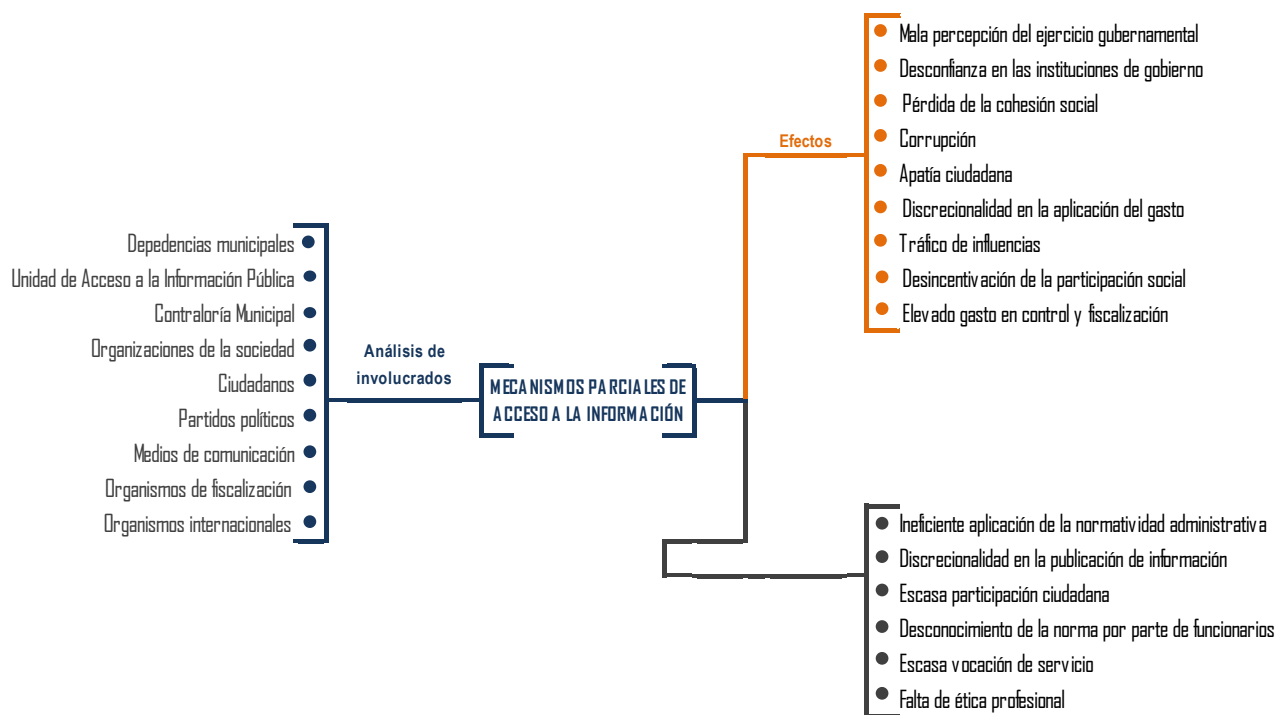 Depedencias municipales
Unidad de Acceso a la Información Pública
Contraloría Municipal
Organizaciones de la sociedad
Ciudadanos
Partidos políticos
Medios de comunicación
Organismos de fiscalización
Organismos internacionales
Análisis de
involucrados
MECANISMOS PARCIALES DE
ACCESO A LA INFORMACIÓN
Efectos
Mala percepción del ejercicio gubernamental
Desconfianza en las instituciones de gobierno
Pérdida de la cohesión social
Corrupción
Apatía ciudadana
Discrecionalidad en la aplicación del gasto
Tráfico de influencias
Desincentivación de la participación social
Elevado gasto en control y fiscalización
Ineficiente aplicación de la normatividad administrativa
Discrecionalidad en la publicación de información
Escasa participación ciudadana
Desconocimiento de la norma por parte de funcionarios
Escasa vocación de servicio
Falta de ética profesional